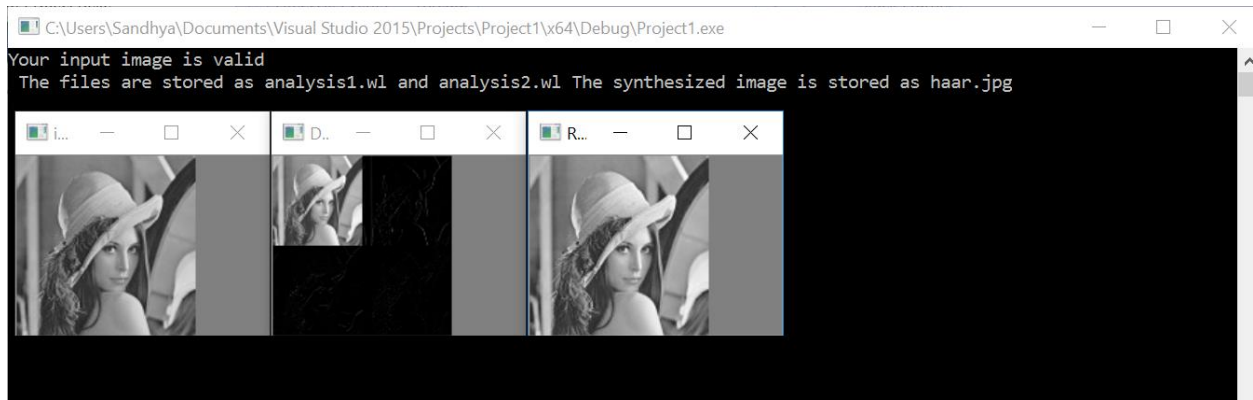 C:\Users\Sandhya\Documents\Visual Studio 2015\Projects\Project1\x64\Debug\Project1.exe
Your input image is valid
The files are stored as analysis1.wl and analysis2.wl The synthesized image is stored as haar.jpg
i... D.. R...